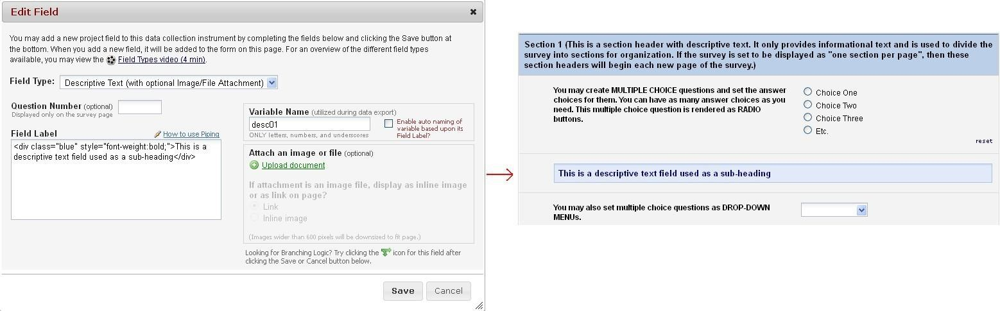 Edit Field
You may add a new project field to this data collection instrument by completing the fields below and clicking the Save button at
the bottom. When you add a new field, it will be added to the form on this page. For an overview of the different field types
available, you may view the Field Types video (4 min).
Field Type: Descriptive Text (with optional Image/File Attachment)
Question Number (optional)
Displayed only on the survey page
Field Label How to use Piping
<div class="blue" style="font-weight:bold;">This is a
descriptive text field used as a sub-heading</div>
Variable Name (utilized during data export)
desc01
ONLY letters, numbers, and underscores
Enable auto naming of
variable based upon its
Field Label?
Attach an image or file (optional)
Upload document
If attachment is an image file, display as inline image
or as link on page?
Link
Inline image
(Images wider than 600 pixels will be downsized to fit page.)
Looking for Branching Logic? Try clicking the icon for this field after
clicking the Save or Cancel button below.
Save Cancel
Section 1 (This is a section header with descriptive text. It only provides informational text and is used to divide the
survey into sections for organization. If the survey is set to be displayed as "one section per page", then these
section headers will begin each new page of the survey.)
You may create MULTIPLE CHOICE questions and set the answer
choices for them. You can have as many answer choices as you
need. This multiple choice question is rendered as RADIO
buttons.
Choice One
Choice Two
Choice Three
Etc.
reset
This is a descriptive text field used as a sub-heading
You may also set multiple choice questions as DROP-DOWN
MENUs.